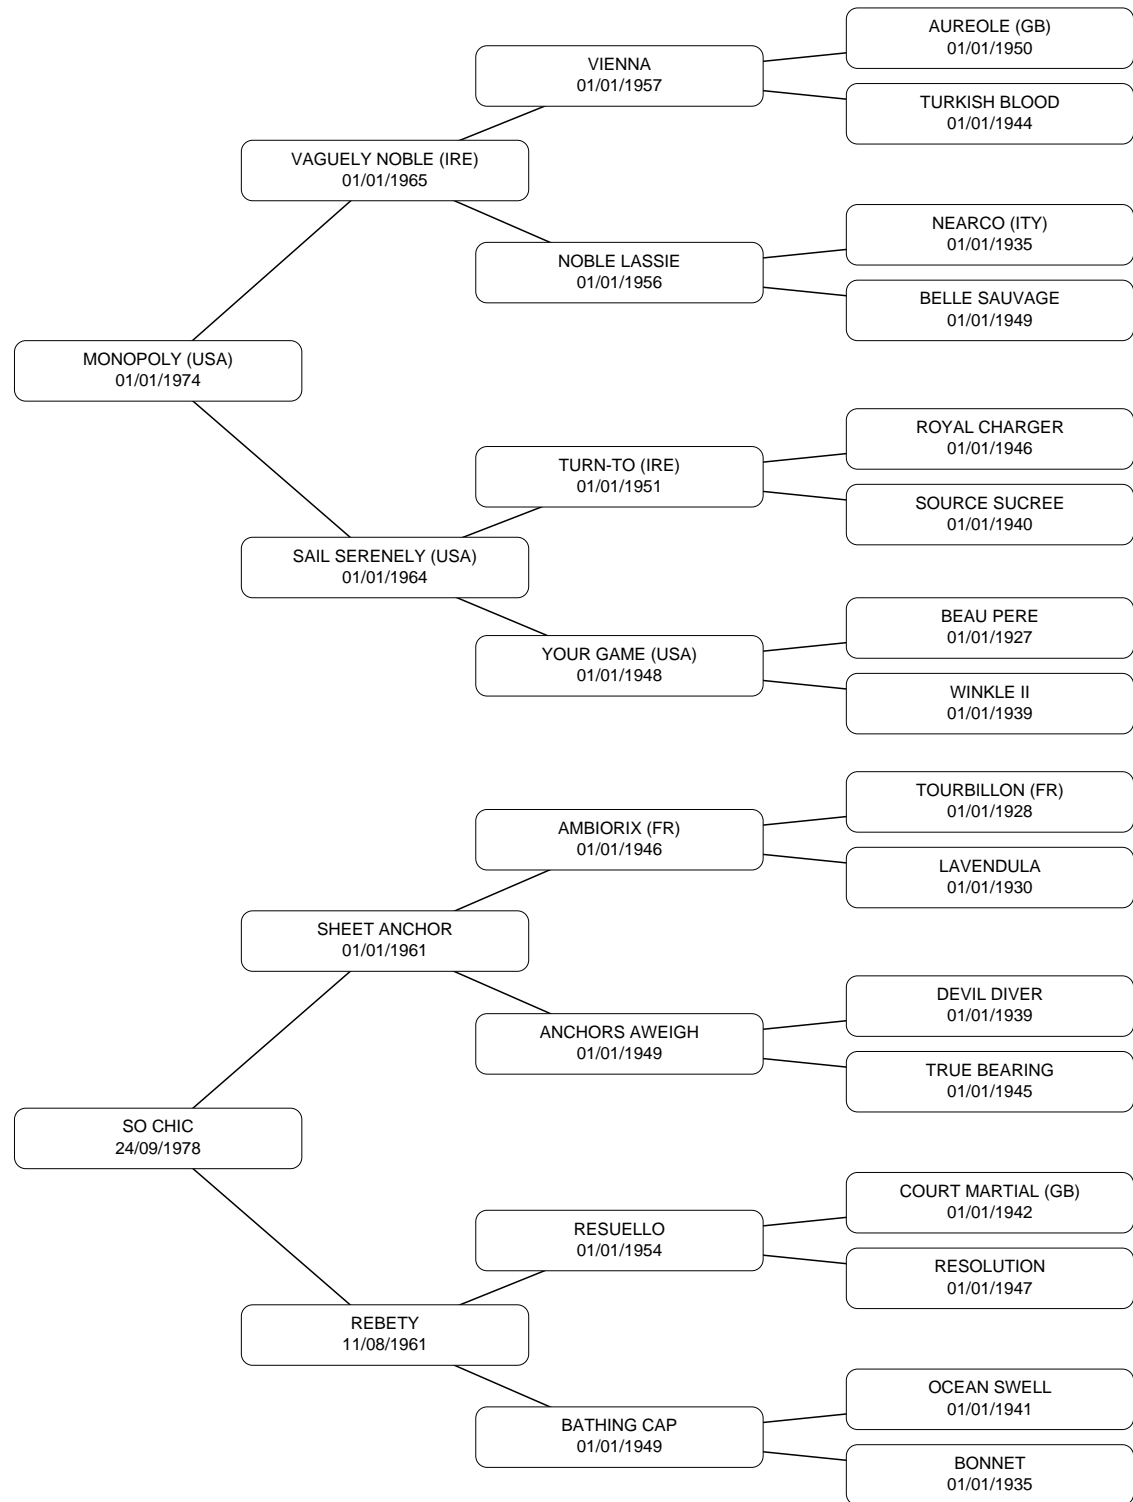 AUREOLE (GB)
01/01/1950
VIENNA
01/01/1957
TURKISH BLOOD
01/01/1944
VAGUELY NOBLE (IRE)
01/01/1965
NEARCO (ITY)
01/01/1935
NOBLE LASSIE
01/01/1956
BELLE SAUVAGE
01/01/1949
MONOPOLY (USA)
01/01/1974
ROYAL CHARGER
01/01/1946
TURN-TO (IRE)
01/01/1951
SOURCE SUCREE
01/01/1940
SAIL SERENELY (USA)
01/01/1964
BEAU PERE
01/01/1927
YOUR GAME (USA)
01/01/1948
WINKLE II
01/01/1939
TOURBILLON (FR)
01/01/1928
AMBIORIX (FR)
01/01/1946
LAVENDULA
01/01/1930
SHEET ANCHOR
01/01/1961
DEVIL DIVER
01/01/1939
ANCHORS AWEIGH
01/01/1949
TRUE BEARING
01/01/1945
SO CHIC
24/09/1978
COURT MARTIAL (GB)
01/01/1942
RESUELLO
01/01/1954
RESOLUTION
01/01/1947
REBETY
11/08/1961
OCEAN SWELL
01/01/1941
BATHING CAP
01/01/1949
BONNET
01/01/1935